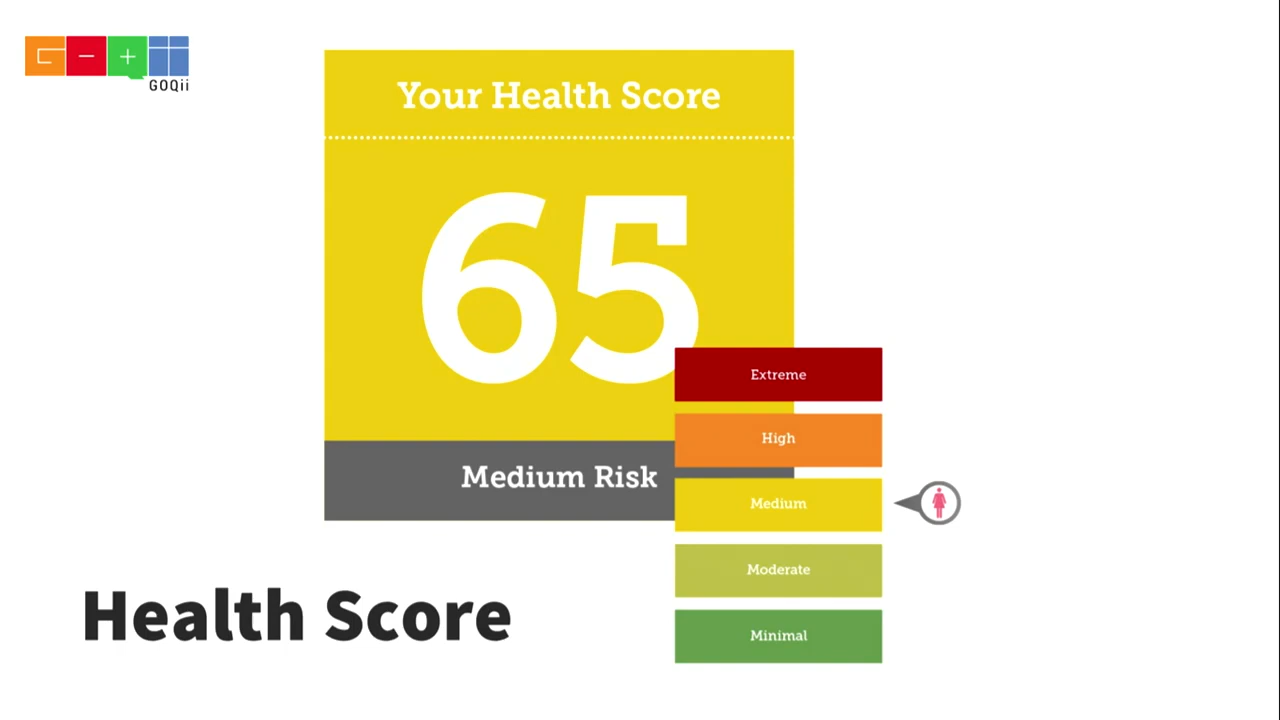 GOQii
Your Health Score
65
Medium Risk
Extreme
High
Medium
Moderate
Minimal
Health Score